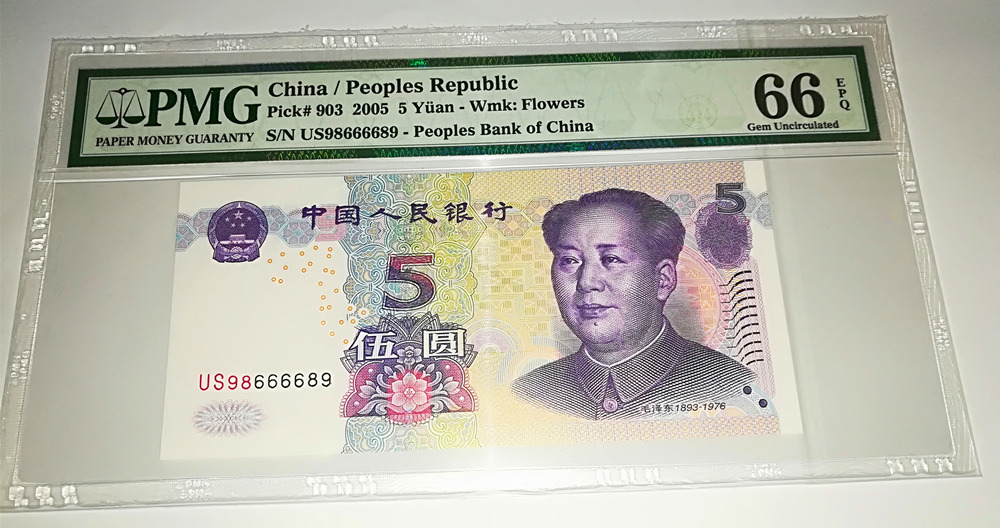 PMG
PAPER MONEY GUARANTY
China / Peoples Republic
Pick# 903 2005 5 Yüan - Wmk: Flowers
S/N US98666689 - Peoples Bank of China
66
EPQ
Gem Uncirculated
中国人民银行
5
5
伍圆
US98666689
毛泽东1893-1976